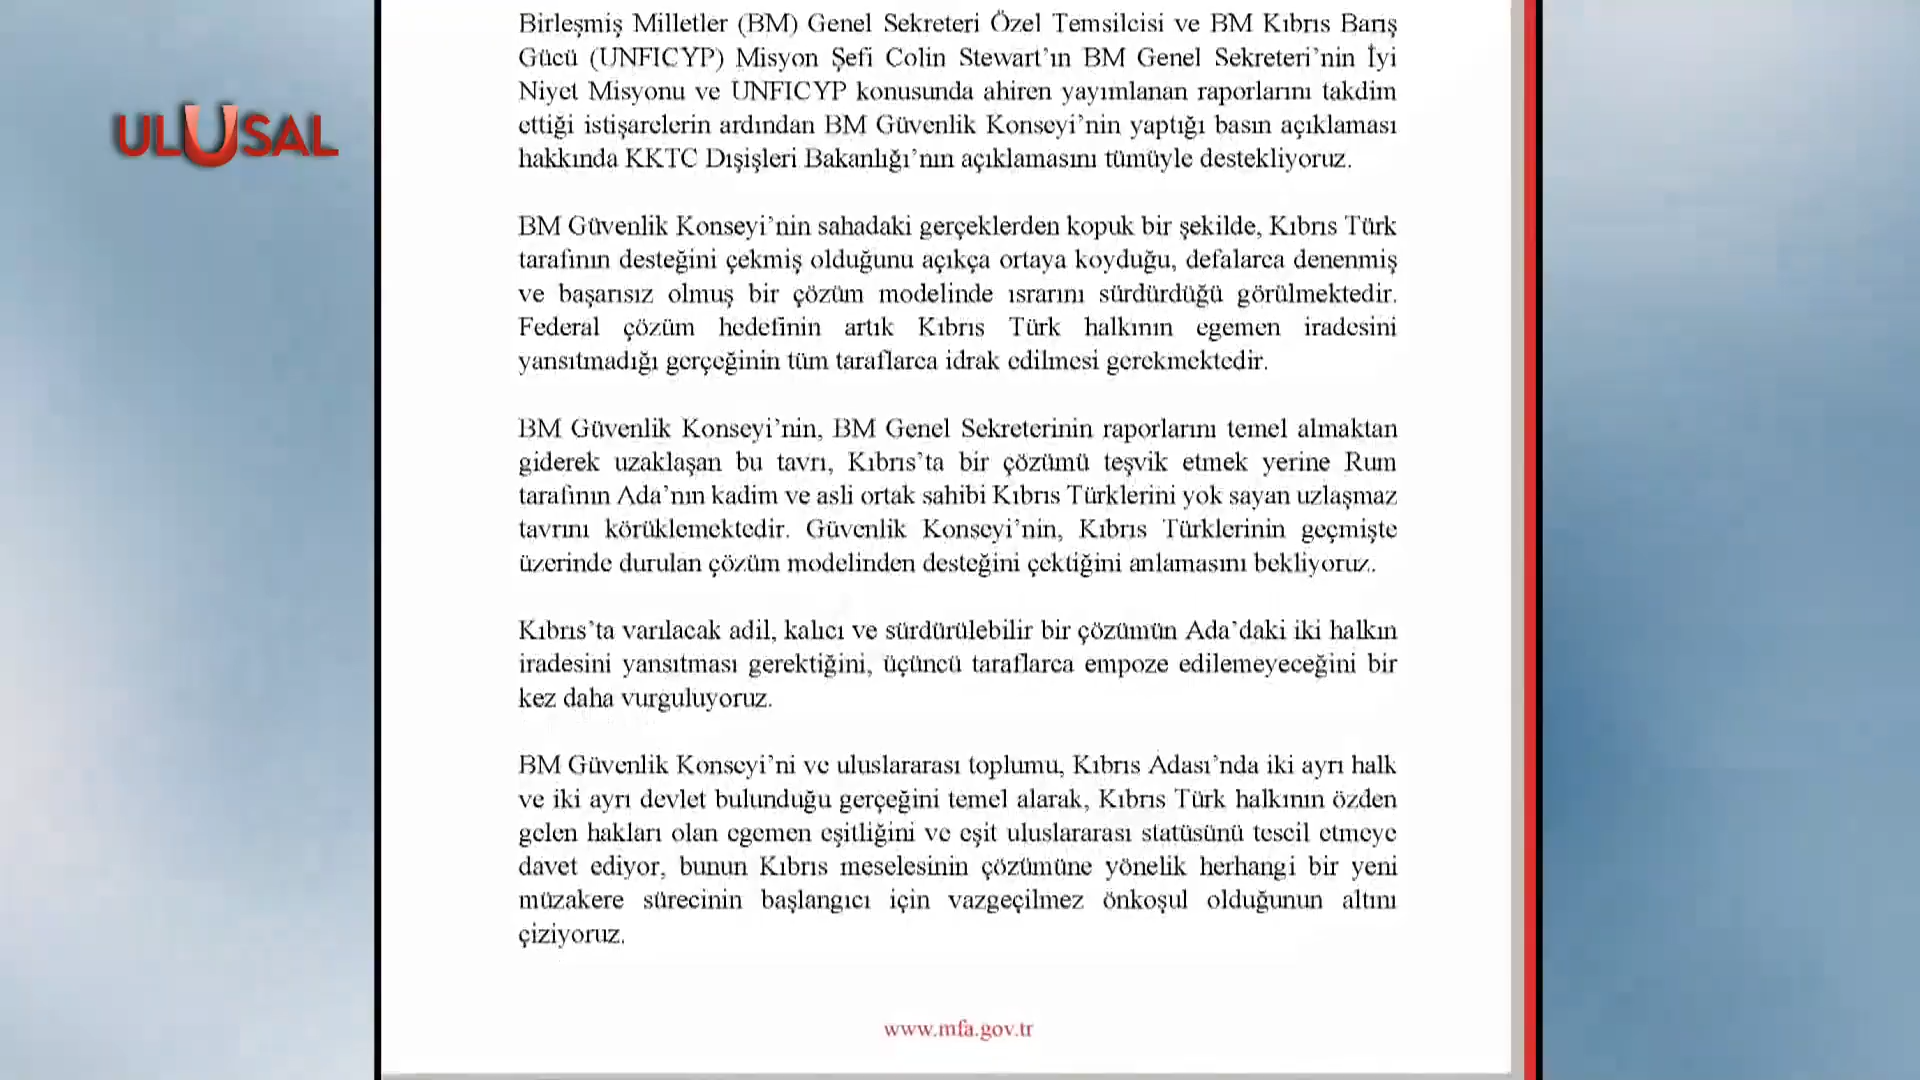 ULUSAL
Birleşmiş Milletler (BM) Genel Sekreteri Özel Temsilcisi ve BM Kıbrıs Barış
Gücü (UNFICYP) Misyon Şefi Colin Stewart’ın BM Genel Sekreteri’nin İyi
Niyet Misyonu ve UNFICYP konusunda ahiren yayımlanan raporlarını takdim
ettiği istişarelerin ardından BM Güvenlik Konseyi’nin yaptığı basın açıklaması
hakkında KKTC Dışişleri Bakanlığı’nın açıklamasını tümüyle destekliyoruz.
BM Güvenlik Konseyi’nin sahadaki gerçeklerden kopuk bir şekilde, Kıbrıs Türk
tarafının desteğini çekmiş olduğunu açıkça ortaya koyduğu, defalarca denenmiş
ve başarısız olmuş bir çözüm modelinde ısrarını sürdürdüğü görülmektedir.
Federal çözüm hedefinin artık Kıbrıs Türk halkının egemen iradesini
yansıtmadığı gerçeğinin tüm taraflarca idrak edilmesi gerekmektedir.
BM Güvenlik Konseyi’nin, BM Genel Sekreterinin raporlarını temel almaktan
giderek uzaklaşan bu tavrı, Kıbrıs’ta bir çözümü teşvik etmek yerine Rum
tarafının Ada’nın kadim ve asli ortak sahibi Kıbrıs Türklerini yok sayan uzlaşmaz
tavrını körüklemektedir. Güvenlik Konseyi’nin, Kıbrıs Türklerinin geçmişte
üzerinde durulan çözüm modelinden desteğini çektiğini anlamasını bekliyoruz.
Kıbrıs’ta varılacak adil, kalıcı ve sürdürülebilir bir çözümün Ada’daki iki halkın
iradesini yansıtması gerektiğini, üçüncü taraflarca empoze edilemeyeceğini bir
kez daha vurguluyoruz.
BM Güvenlik Konseyi’ni ve uluslararası toplumu, Kıbrıs Adası’nda iki ayrı halk
ve iki ayrı devlet bulunduğu gerçeğini temel alarak, Kıbrıs Türk halkının özden
gelen hakları olan egemen eşitliğini ve eşit uluslararası statüsünü tescil etmeye
davet ediyor, bunun Kıbrıs meselesinin çözümüne yönelik herhangi bir yeni
müzakere sürecinin başlangıcı için vazgeçilmez önkoşul olduğunun altını
çiziyoruz.
www.mfa.gov.tr